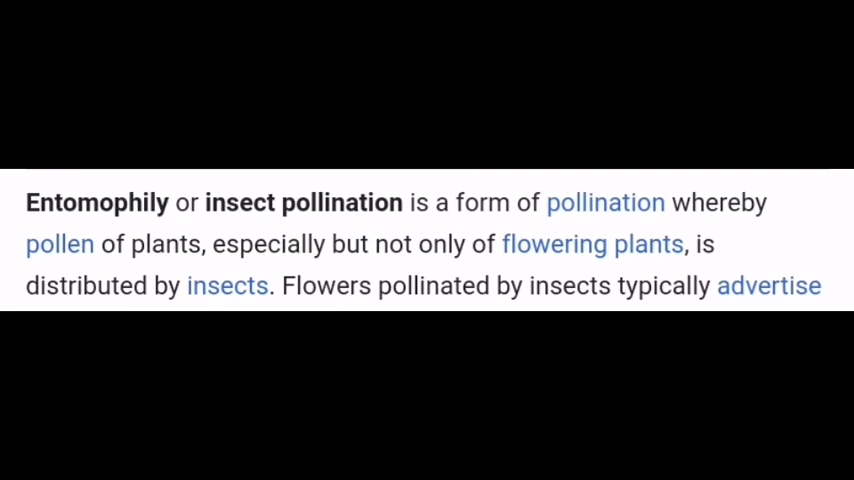 Entomophily or insect pollination is a form of pollination whereby
pollen of plants, especially but not only of flowering plants, is
distributed by insects. Flowers pollinated by insects typically advertise